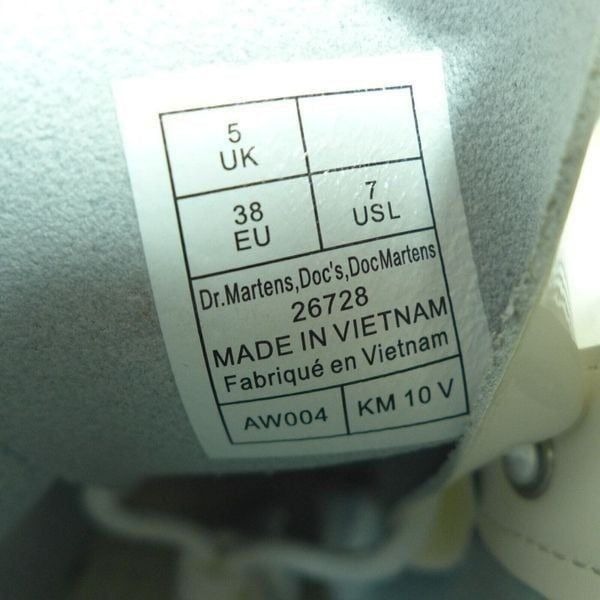 5
UK
38
EU
7
USL
Dr.Martens,Doc's,DocMartens
26728
MADE IN VIETNAM
Fabriqué en Vietnam
AW004
KM 10 V